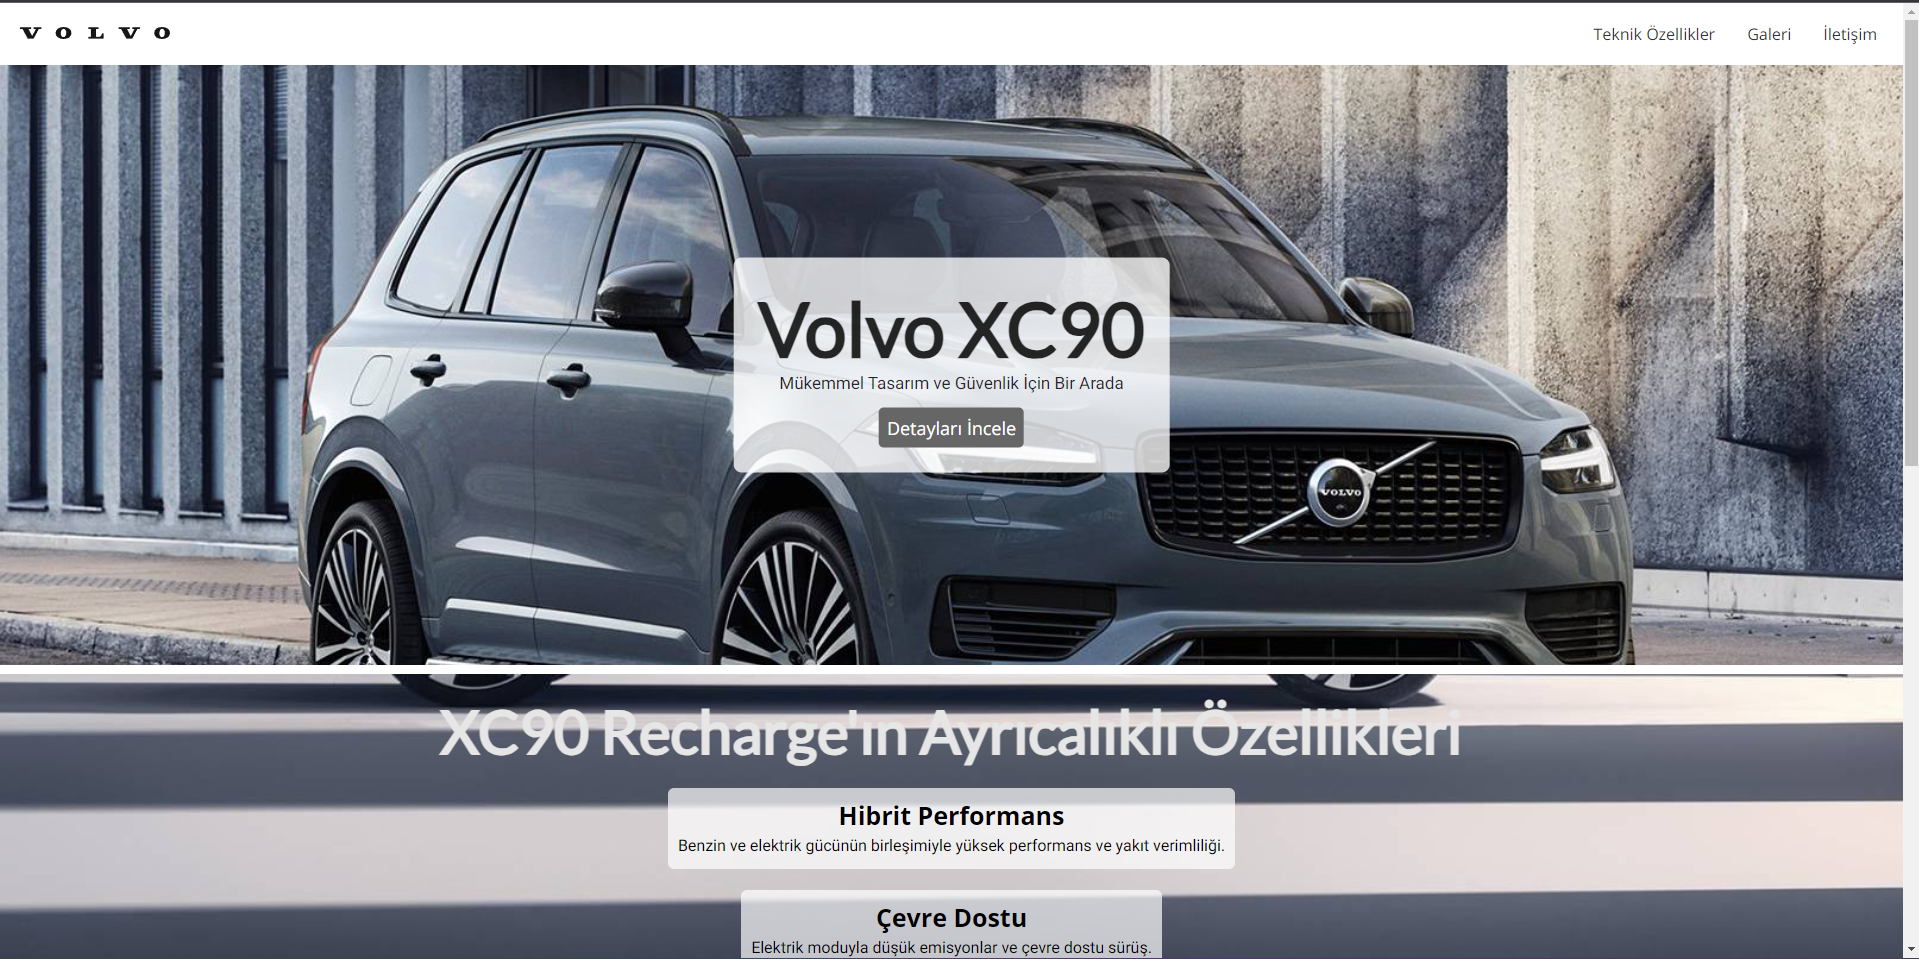 VOLVO
Teknik Özellikler Galeri İletişim
Volvo XC90
Mükemmel Tasarım ve Güvenlik İçin Bir Arada
Detayları İncele
VOLVO
XC90 Recharge'ın Ayrıcalıklı Özellikleri
Hibrit Performans
Benzin ve elektrik gücünün birleşimiyle yüksek performans ve yakıt verimliliği.
Çevre Dostu
Elektrik moduyla düşük emisyonlar ve çevre dostu sürüş.